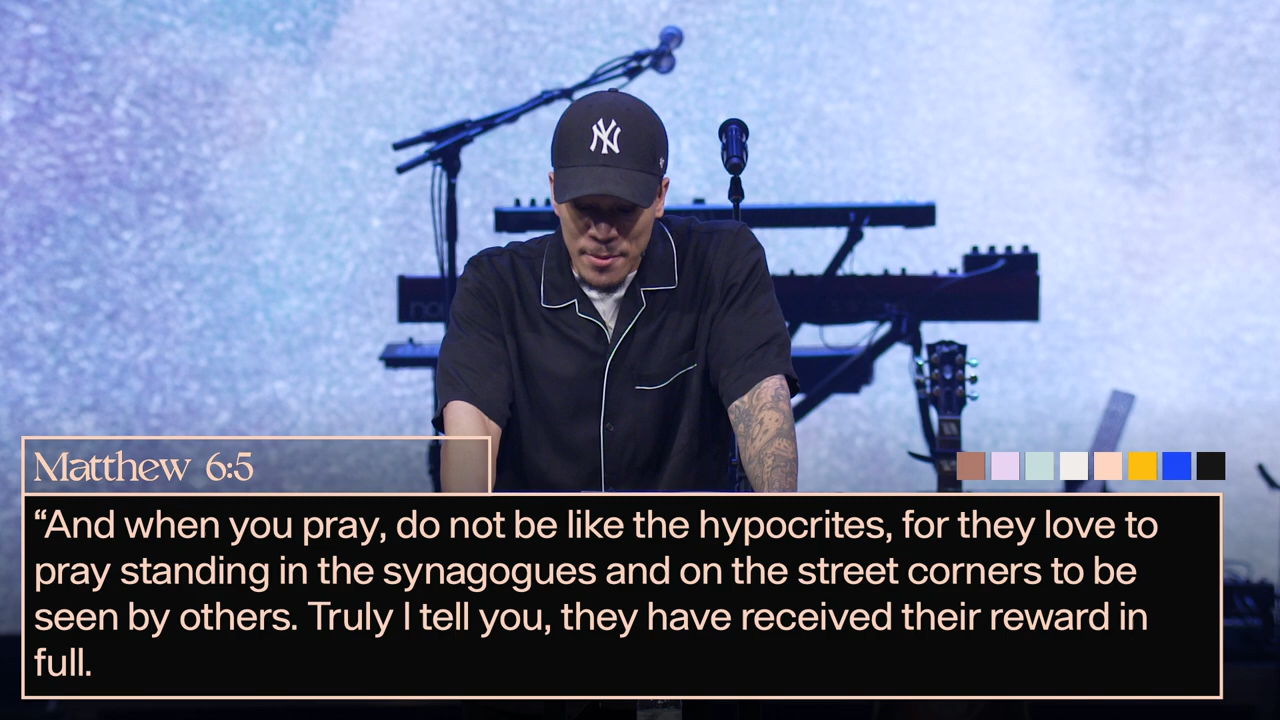 NY
Matthew 6:5
“And when you pray, do not be like the hypocrites, for they love to
pray standing in the synagogues and on the street corners to be
seen by others. Truly I tell you, they have received their reward in
full.